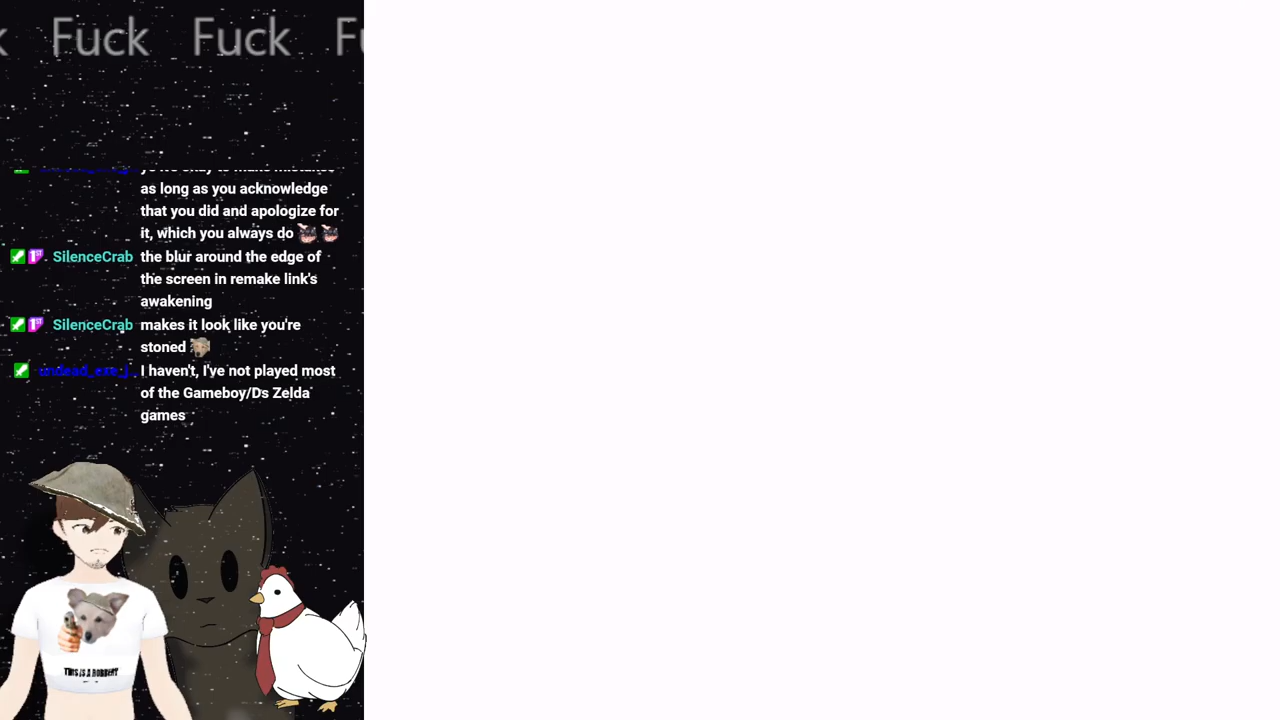 Fuck Fuck
as long as you acknowledge
that you did and apologize for
it, which you always do
SilenceCrab the blur around the edge of
the screen in remake link's
awakening
SilenceCrab makes it look like you're
stoned
I haven't, I've not played most
of the Gameboy/Ds Zelda
games
THIS IS A ROBBERY